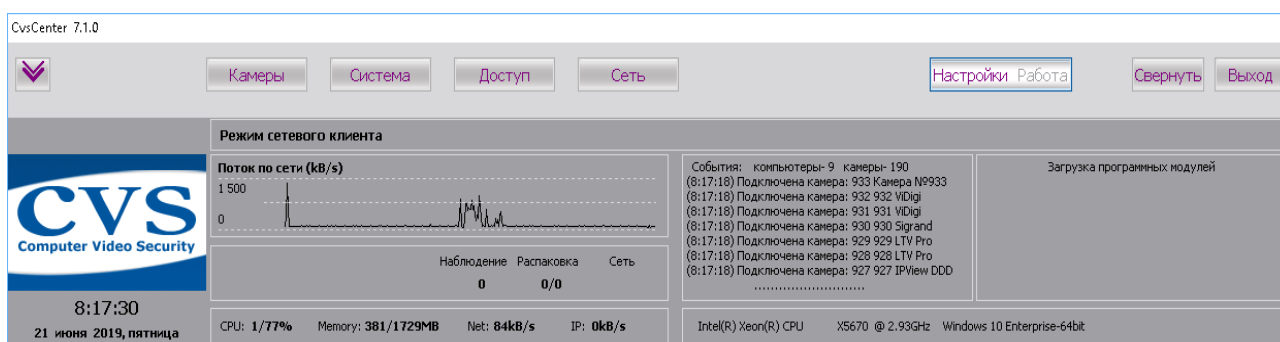 CvsCenter 7.1.0
Камеры Система Доступ Сеть Настройки Работа Свернуть Выход
Режим сетевого клиента
CVS
Computer Video Security
8:17:30
21 июня 2019, пятница
Поток по сети (kB/s)
1 500
0
Наблюдение Распаковка Сеть
0 0/0
События: компьютеры- 9 камеры- 190
(8:17:18) Подключена камера: 933 Камера №933
(8:17:18) Подключена камера: 932 932 ViDigi
(8:17:18) Подключена камера: 931 931 ViDigi
(8:17:18) Подключена камера: 930 930 Sigrand
(8:17:18) Подключена камера: 929 929 LTV Pro
(8:17:18) Подключена камера: 928 928 LTV Pro
(8:17:18) Подключена камера: 927 927 IPView DDD
...........................
Загрузка программных модулей
CPU: 1/77% Memory: 381/1729MB Net: 84kB/s IP: 0kB/s
Intel(R) Xeon(R) CPU X5670 @ 2.93GHz Windows 10 Enterprise-64bit